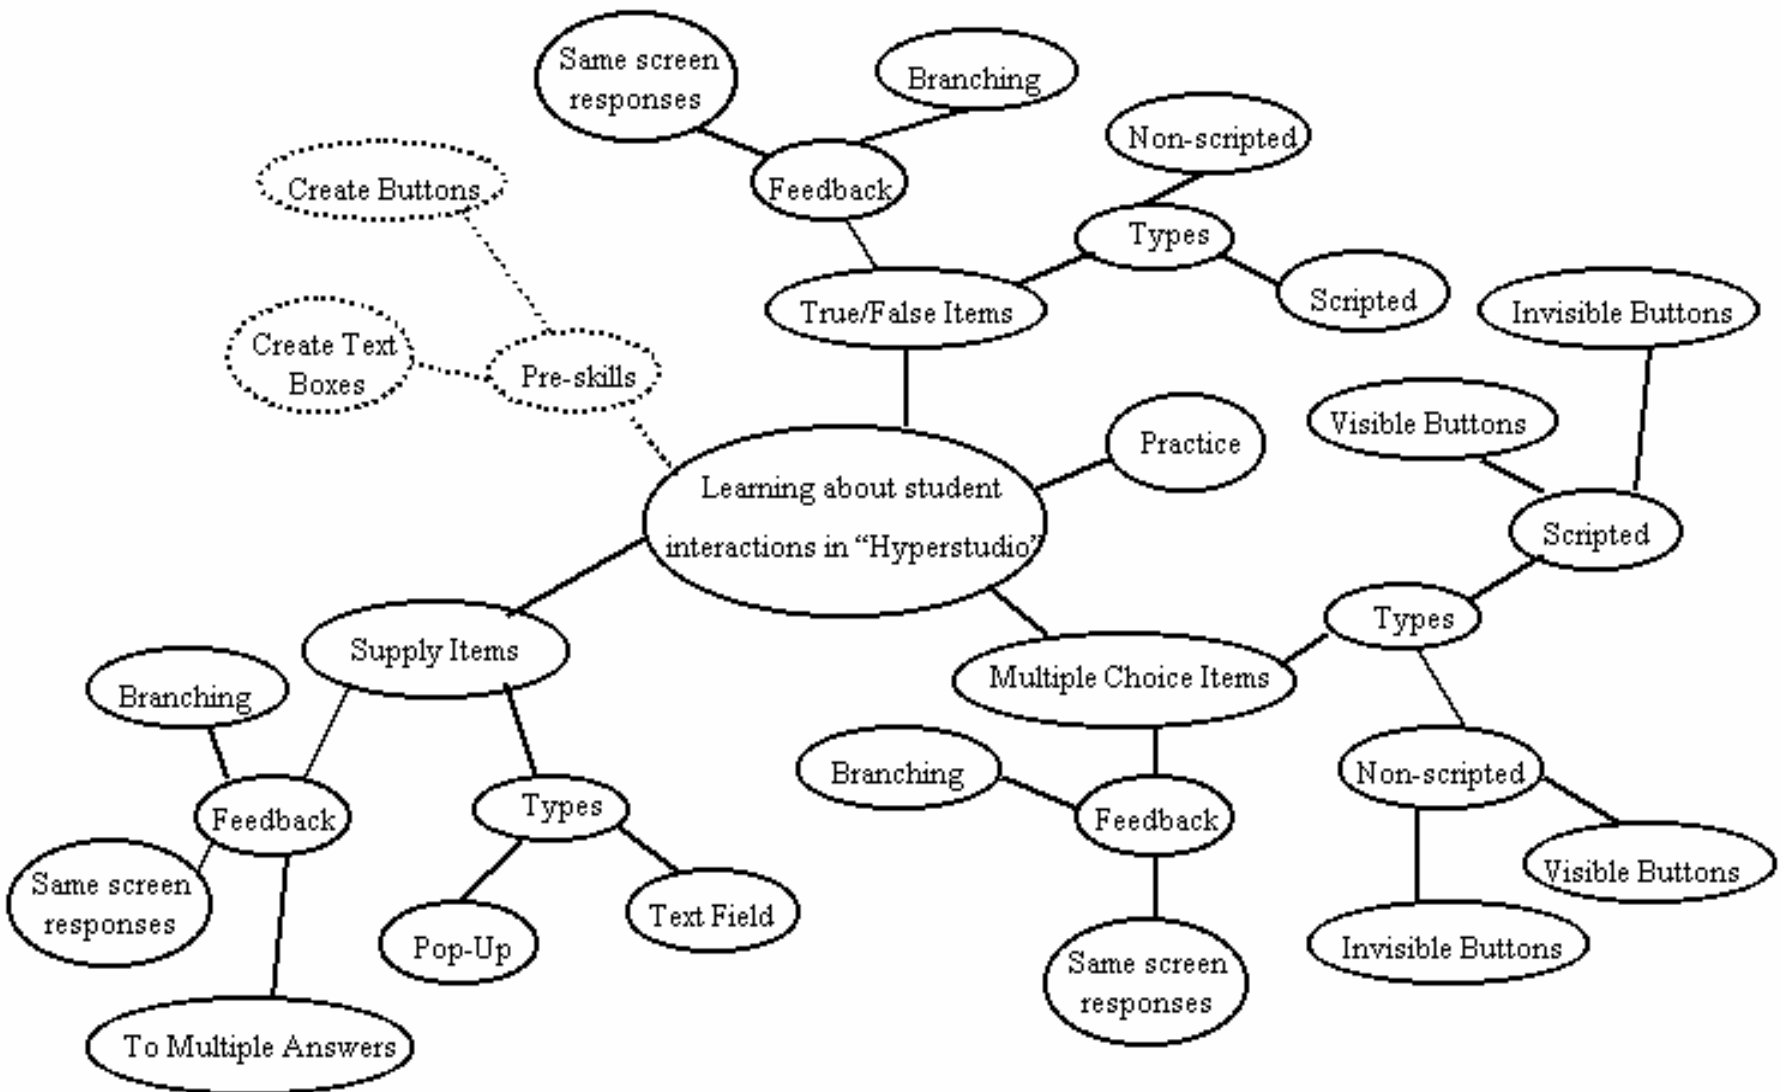 Same screen
responses
Branching
Non-scripted
Create Buttons
Feedback
Types
Scripted
True/False Items
Invisible Buttons
Create Text
Boxes
Pre-skills
Visible Buttons
Practice
Learning about student
interactions in “Hyperstudio”
Scripted
Types
Supply Items
Multiple Choice Items
Branching
Branching
Non-scripted
Feedback
Types
Feedback
Visible Buttons
Same screen
responses
Text Field
Pop-Up
Invisible Buttons
Same screen
responses
To Multiple Answers